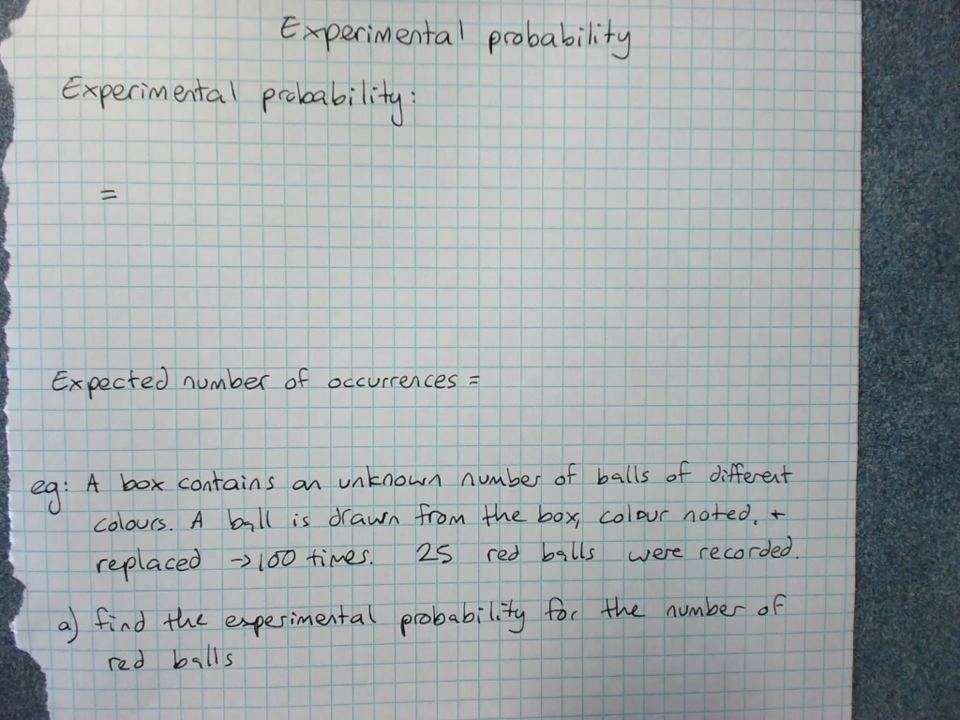 Experimental probability
Experimental probability:
=
Expected number of occurrences =
eg: A box contains an unknown number of balls of different
colours. A ball is drawn from the box, colour noted, +
replaced → 100 times. 25 red balls were recorded.
a) find the experimental probability for the number of
red balls